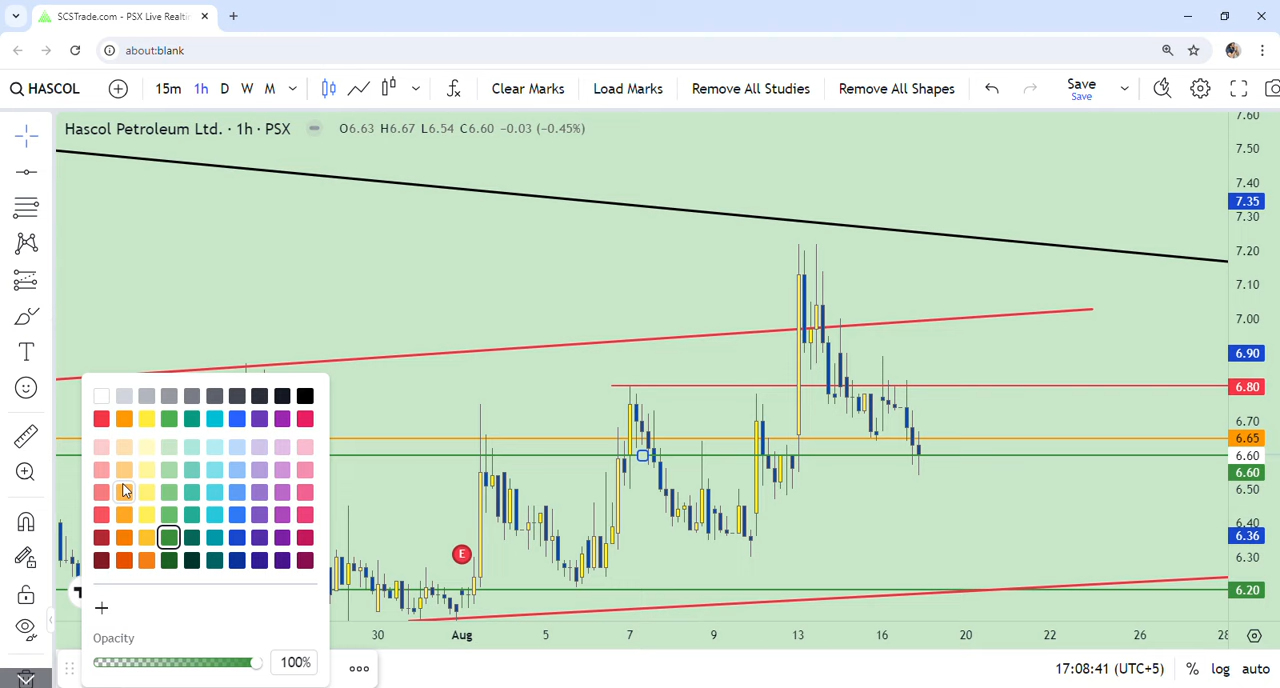 SCSTrade.com - PSX Live Realtin
about:blank
HASCOL 15m 1h D W M Clear Marks Load Marks Remove All Studies Remove All Shapes Save
Save
Hascol Petroleum Ltd. · 1h · PSX O6.63 H6.67 L6.54 C6.60 −0.03 (−0.45%)
7.60
7.50
7.40
7.35
7.30
7.20
7.10
7.00
6.90
6.80
6.70
6.65
6.60
6.60
6.50
6.40
6.36
6.30
6.20
E
30 Aug 5 7 9 13 16 20 22 26 28
Opacity
100%
17:08:41 (UTC+5) % log auto